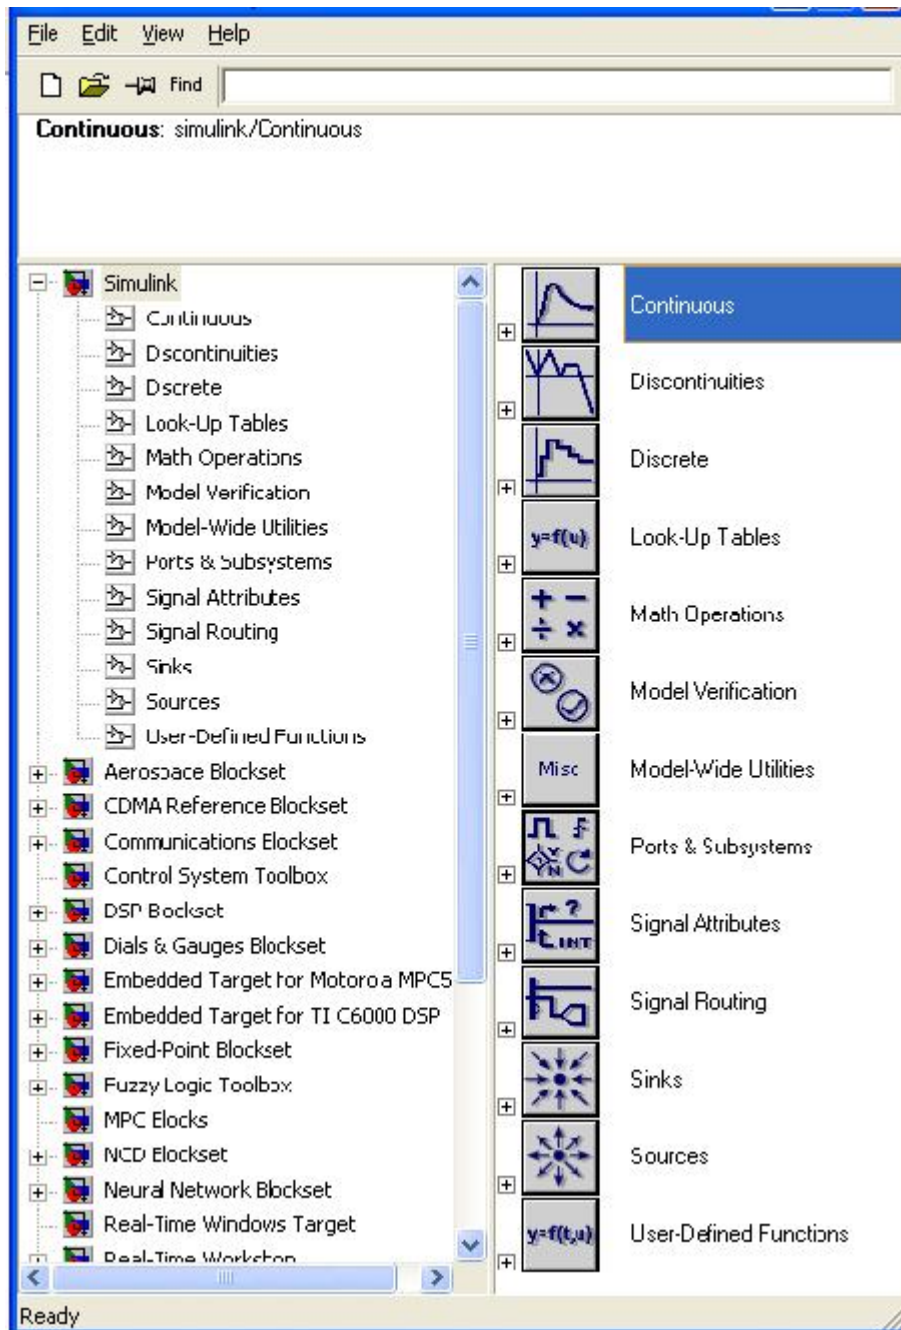 File Edit View Help
Find
Continuous: simulink/Continuous
Simulink
Continuous
Discontinuities
Discrete
Look-Up Tables
Math Operations
Model Verification
Model-Wide Utilities
Ports & Subsystems
Signal Attributes
Signal Routing
Sinks
Sources
User-Defined Functions
Aerospace Blockset
CDMA Reference Blockset
Communications Blockset
Control System Toolbox
DSP Blockset
Dials & Gauges Blockset
Embedded Target for Motorola MPC5
Embedded Target for TI C6000 DSP
Fixed-Point Blockset
Fuzzy Logic Toolbox
MPC Blocks
NCD Blockset
Neural Network Blockset
Real-Time Windows Target
Real-Time Workshop
Continuous
Discontinuities
Discrete
y=f(u) Look-Up Tables
+ − ÷ × Math Operations
Model Verification
Misc Model-Wide Utilities
Y N Ports & Subsystems
? INT Signal Attributes
Signal Routing
Sinks
Sources
y=f(t,u) User-Defined Functions
Ready